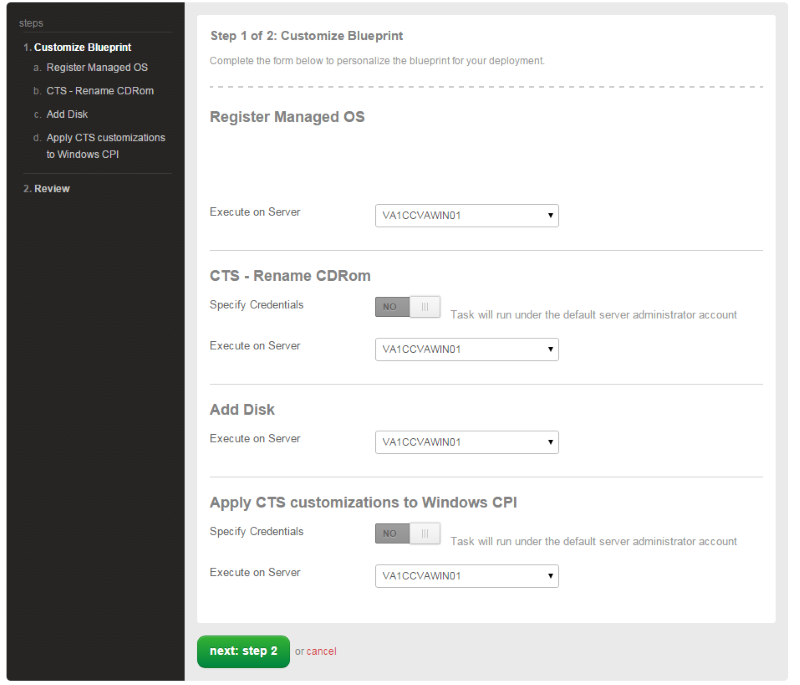 steps
1. Customize Blueprint
a. Register Managed OS
b. CTS - Rename CDRom
c. Add Disk
d. Apply CTS customizations
to Windows CPI
2. Review
Step 1 of 2: Customize Blueprint
Complete the form below to personalize the blueprint for your deployment.
Register Managed OS
Execute on Server VA1CCVAWIN01
CTS - Rename CDRom
Specify Credentials NO Task will run under the default server administrator account
Execute on Server VA1CCVAWIN01
Add Disk
Execute on Server VA1CCVAWIN01
Apply CTS customizations to Windows CPI
Specify Credentials NO Task will run under the default server administrator account
Execute on Server VA1CCVAWIN01
next: step 2 or cancel